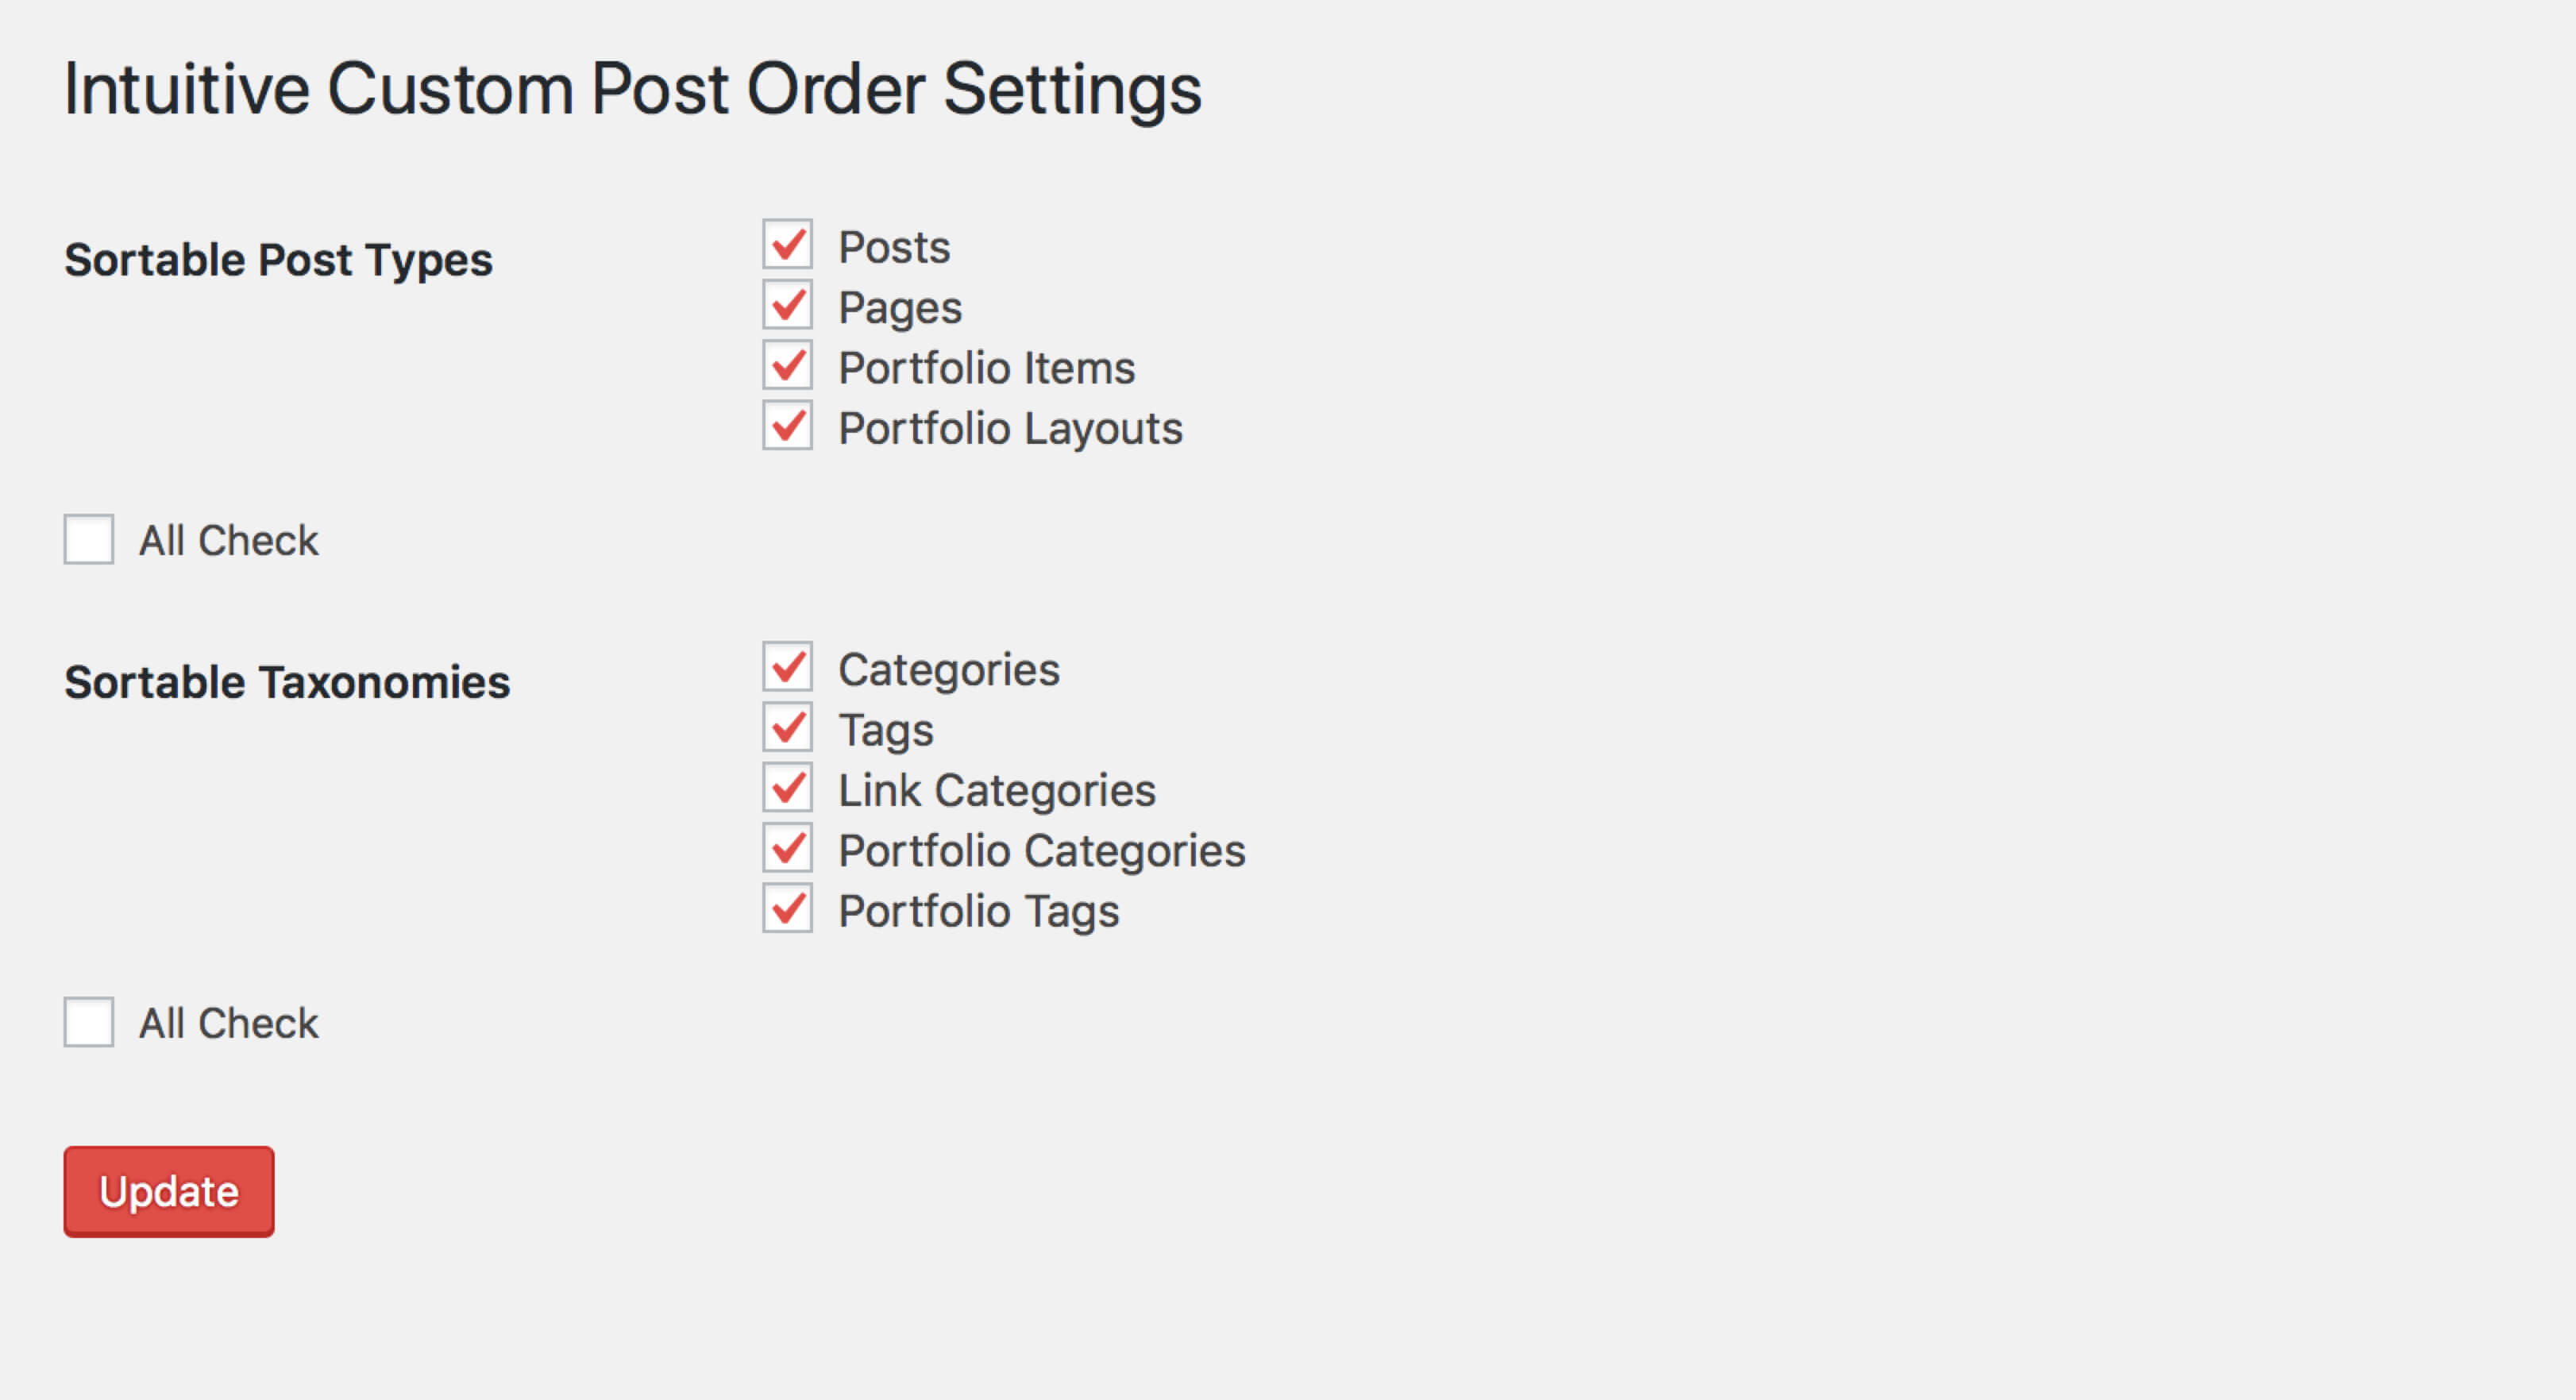 Intuitive Custom Post Order Settings
Sortable Post Types
Posts
Pages
Portfolio Items
Portfolio Layouts
All Check
Sortable Taxonomies
Categories
Tags
Link Categories
Portfolio Categories
Portfolio Tags
All Check
Update